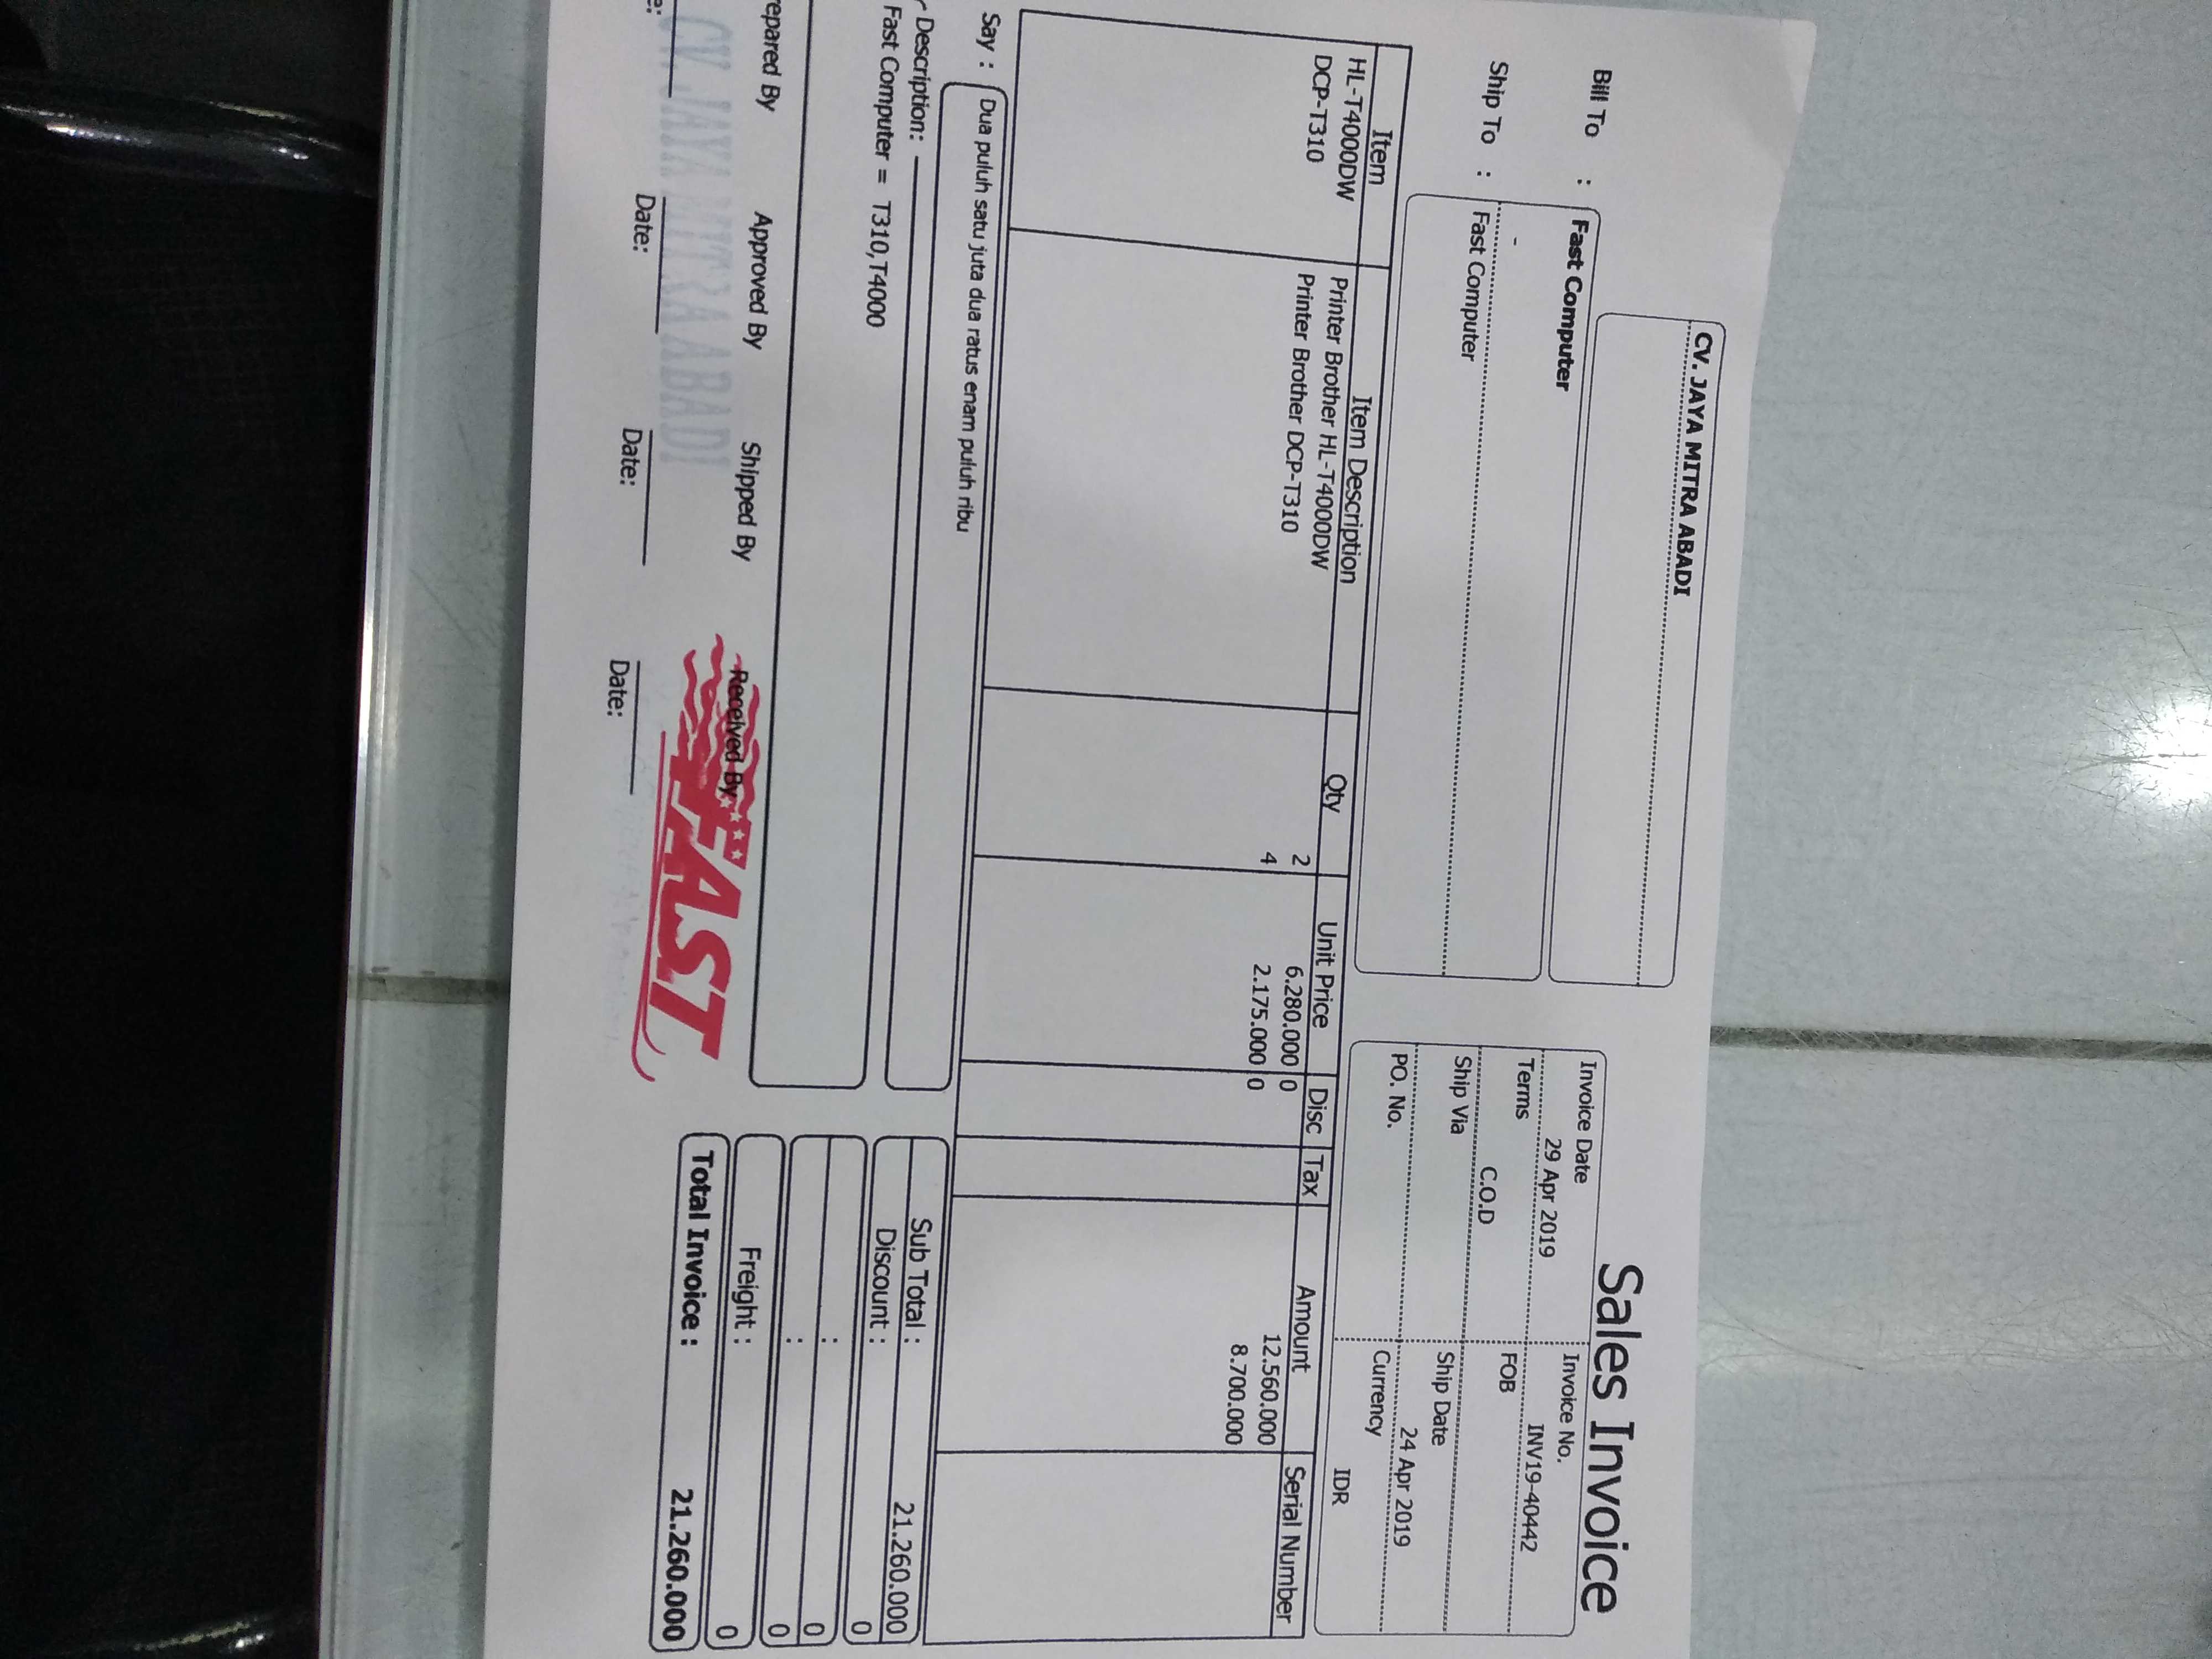 CV. JAYA MITRA ABADI
Sales Invoice
Bill To :
Fast Computer
-
Ship To :
Fast Computer
Invoice Date
29 Apr 2019
Invoice No.
INV19-40442
Terms
C.O.D
FOB
Ship Via
Ship Date
24 Apr 2019
PO. No.
Currency
IDR
Item Item Description Qty Unit Price Disc Tax Amount Serial Number
HL-T4000DW Printer Brother HL-T4000DW 2 6.280.000 0 12.560.000
DCP-T310 Printer Brother DCP-T310 4 2.175.000 0 8.700.000
Say : Dua puluh satu juta dua ratus enam puluh ribu
Description:
Fast Computer = T310,T4000
Sub Total : 21.260.000
Discount : 0
: 0
: 0
Freight : 0
Total Invoice : 21.260.000
epared By Approved By Shipped By Received By
CV. JAYA MITRA ABADI
FAST
e: Date: Date: Date: